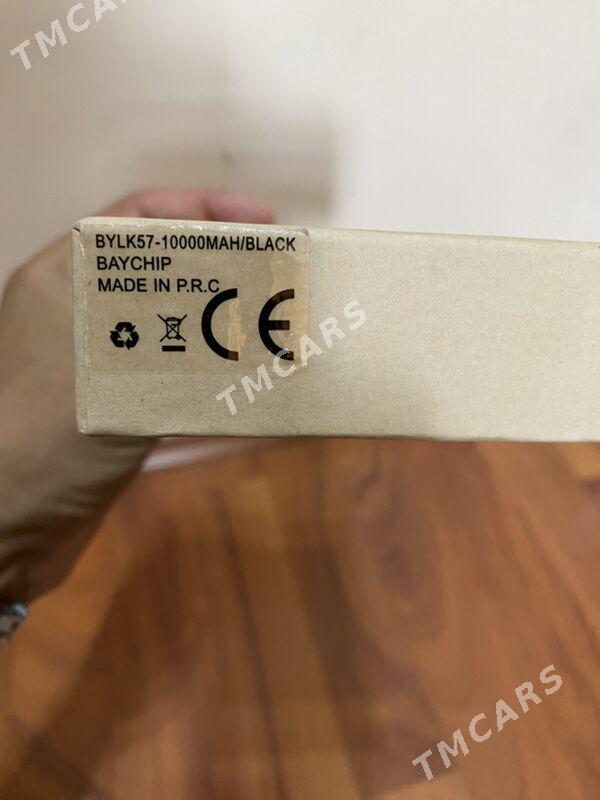 TMCARS
BYLK57-10000MAH/BLACK
BAYCHIP
MADE IN P.R.C
CE
TMCARS
TMCARS